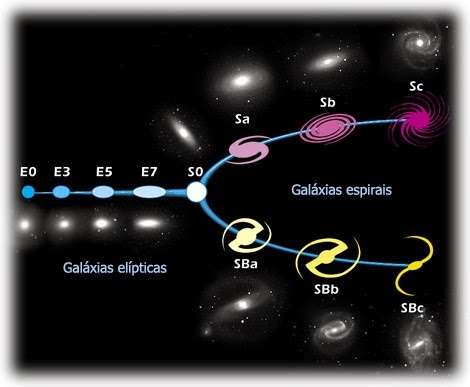 Sc
Sb
Sa
E0 E3 E5 E7 S0
Galáxias espirais
Galáxias elípticas
SBa
SBb
SBc